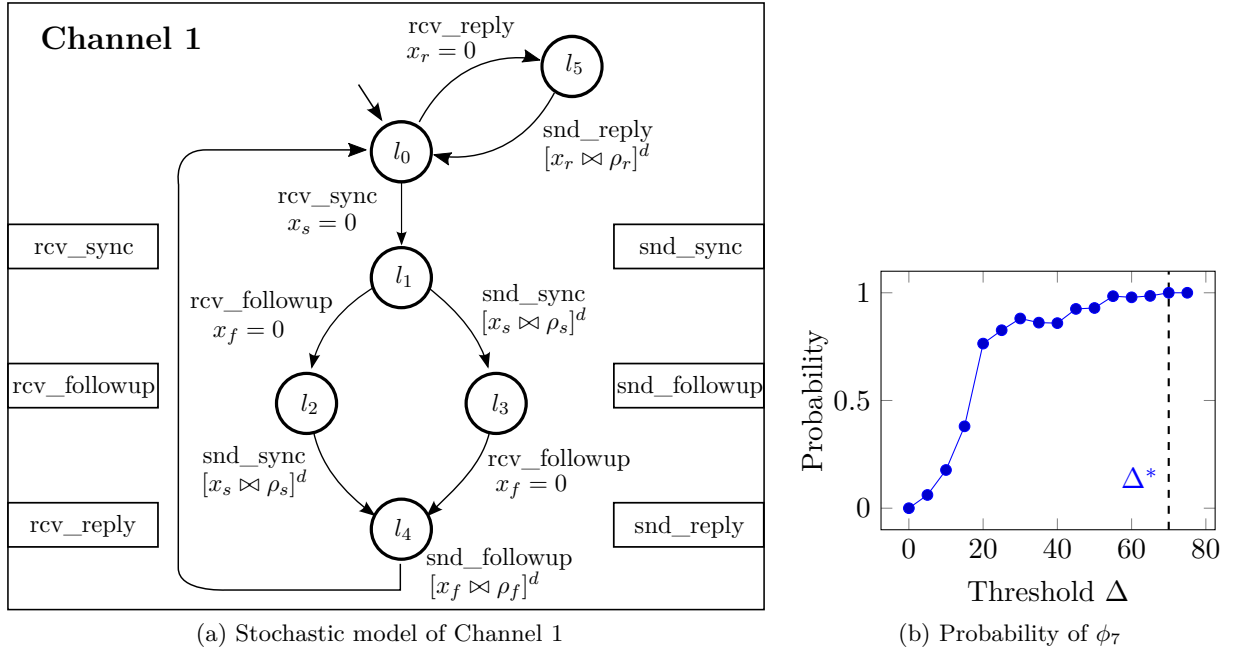 Channel 1
rcv_reply
x_r = 0
l_5
snd_reply
[x_r ⋈ ρ_r]^d
l_0
rcv_sync
x_s = 0
rcv_sync
snd_sync
l_1
rcv_followup
x_f = 0
snd_sync
[x_s ⋈ ρ_s]^d
rcv_followup
snd_followup
l_2
l_3
snd_sync
[x_s ⋈ ρ_s]^d
rcv_followup
x_f = 0
rcv_reply
snd_reply
l_4
snd_followup
[x_f ⋈ ρ_f]^d
(a) Stochastic model of Channel 1
1
0.5
0
Probability
Δ*
0 20 40 60 80
Threshold Δ
(b) Probability of ϕ_7